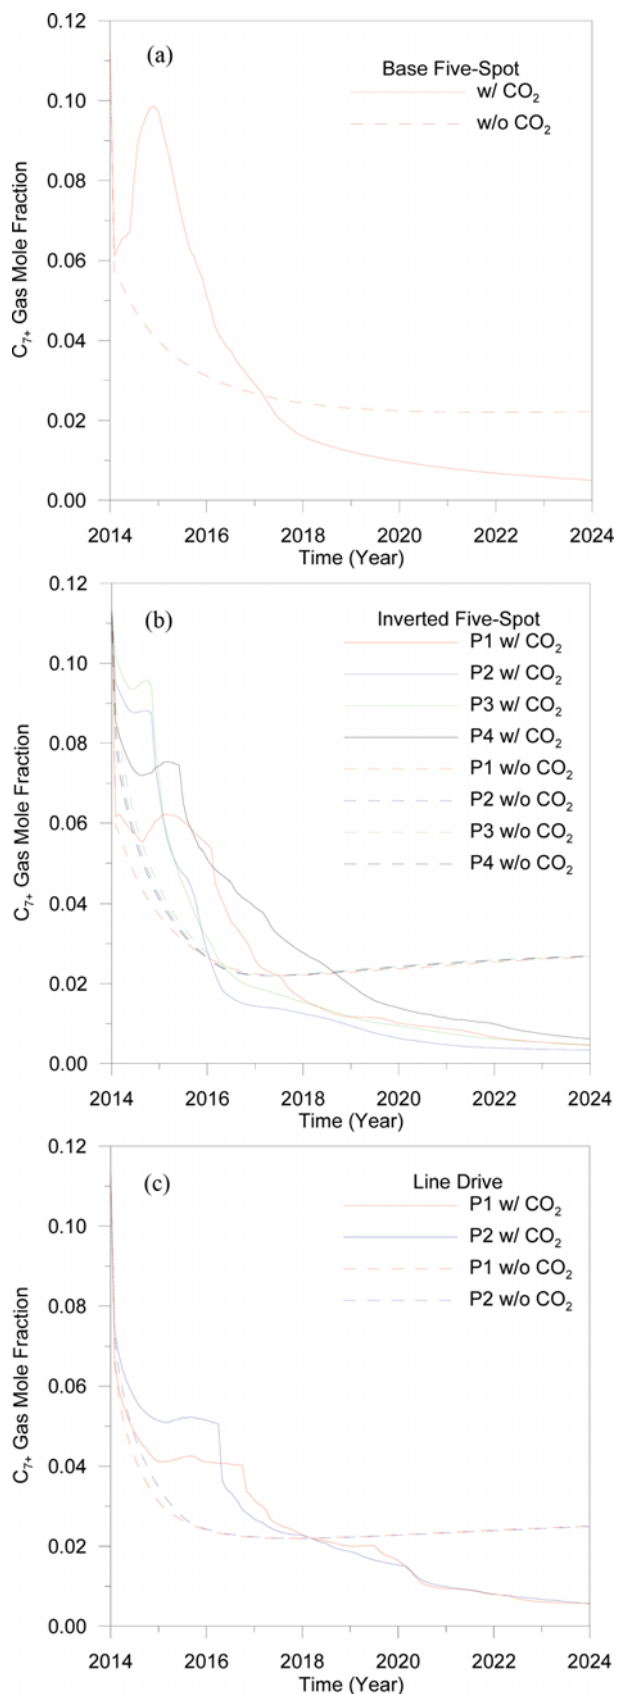 (a)
Base Five-Spot
w/ CO₂
w/o CO₂
C₇₊ Gas Mole Fraction
0.12
0.10
0.08
0.06
0.04
0.02
0.00
2014 2016 2018 2020 2022 2024
Time (Year)
(b)
Inverted Five-Spot
P1 w/ CO₂
P2 w/ CO₂
P3 w/ CO₂
P4 w/ CO₂
P1 w/o CO₂
P2 w/o CO₂
P3 w/o CO₂
P4 w/o CO₂
C₇₊ Gas Mole Fraction
0.12
0.10
0.08
0.06
0.04
0.02
0.00
2014 2016 2018 2020 2022 2024
Time (Year)
(c)
Line Drive
P1 w/ CO₂
P2 w/ CO₂
P1 w/o CO₂
P2 w/o CO₂
C₇₊ Gas Mole Fraction
0.12
0.10
0.08
0.06
0.04
0.02
0.00
2014 2016 2018 2020 2022 2024
Time (Year)